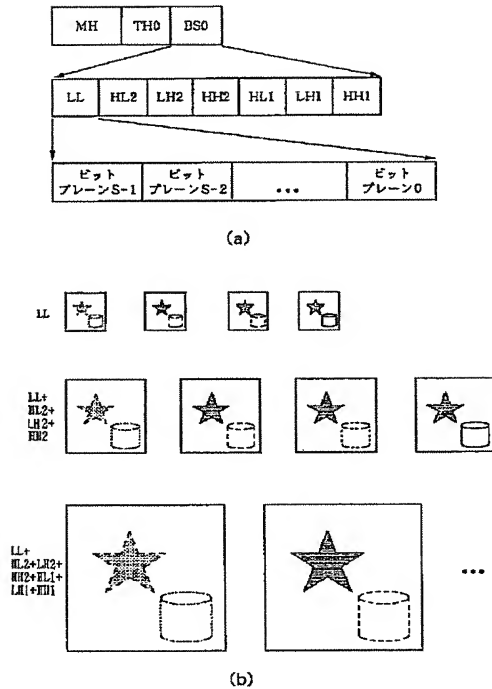 MH TH0 BS0
LL HL2 LH2 HH2 HL1 LH1 HH1
ビット
プレーンS-1
ビット
プレーンS-2
...
ビット
プレーン0
(a)
LL
LL+
HL2+
LH2+
HH2
LL+
HL2+LH2+
HH2+HL1+
LH1+HH1
...
(b)